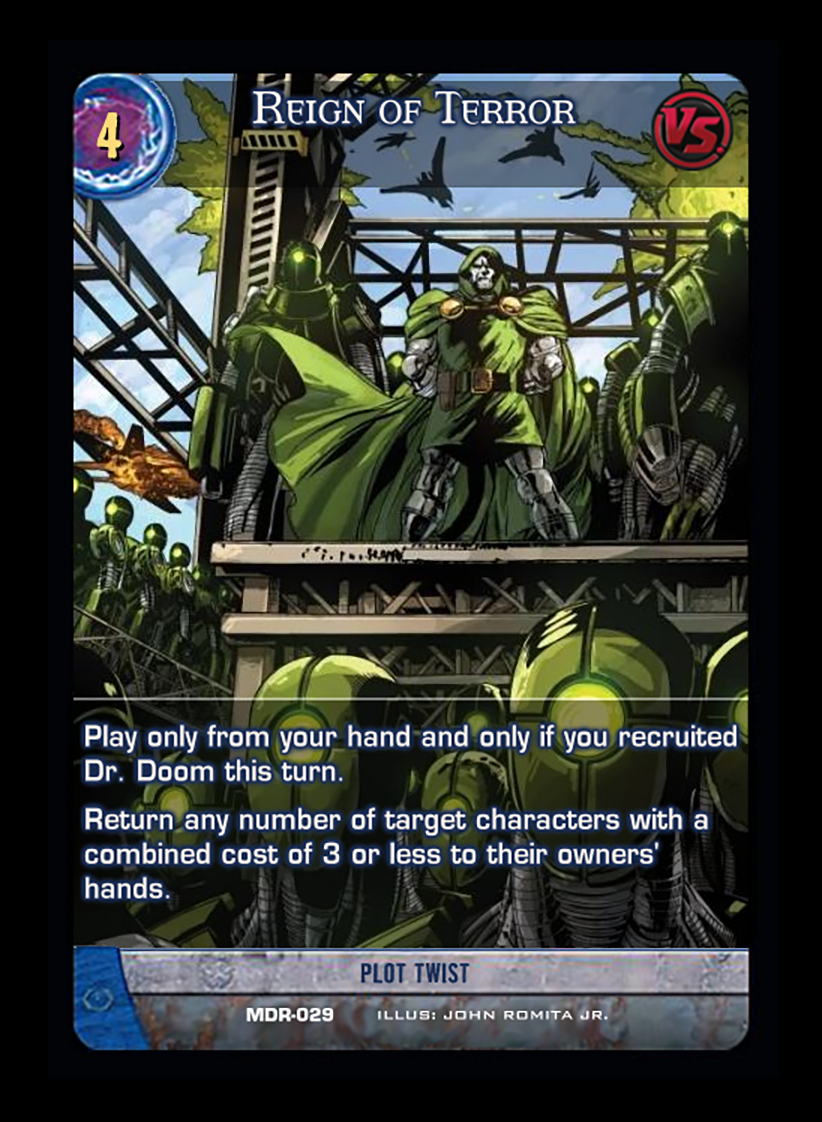 4
Reign of Terror
VS.
Play only from your hand and only if you recruited
Dr. Doom this turn.
Return any number of target characters with a
combined cost of 3 or less to their owners'
hands.
PLOT TWIST
MDR-029 ILLUS: JOHN ROMITA JR.